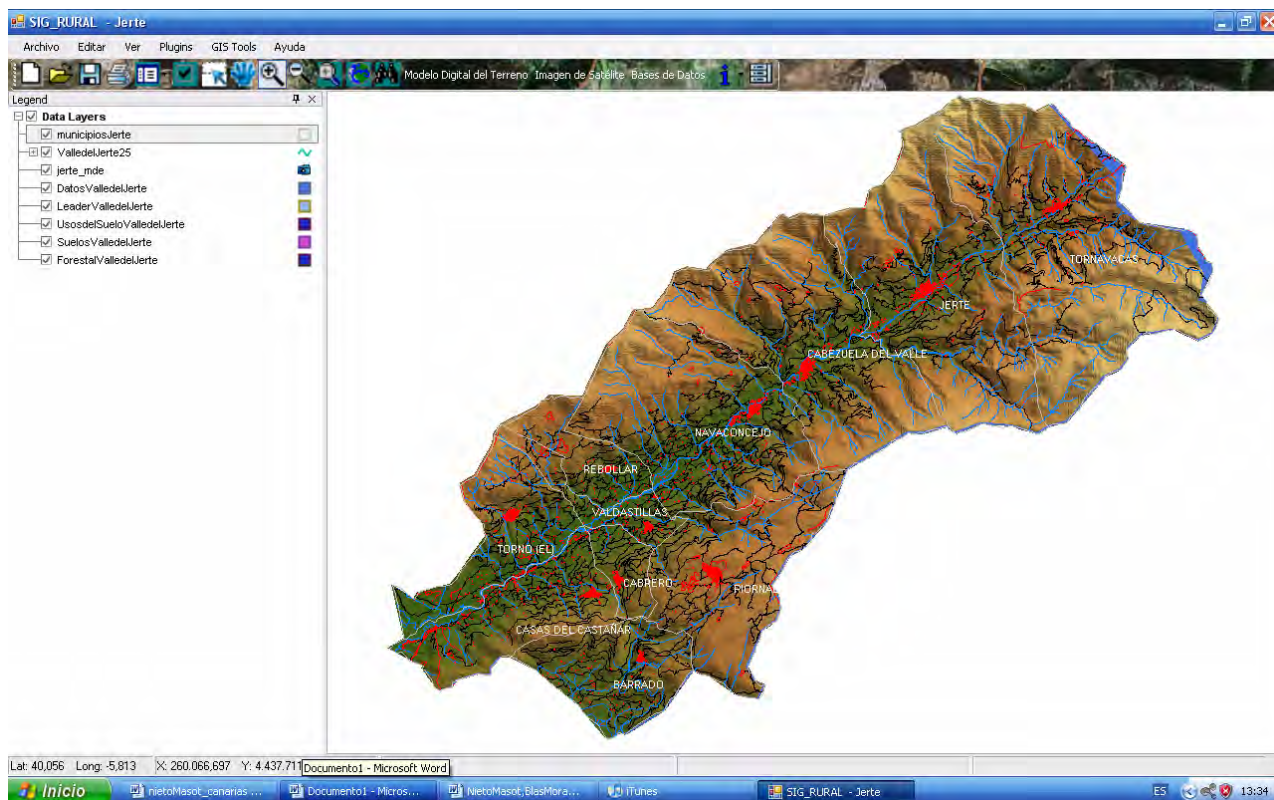 SIG_RURAL - Jerte
Archivo Editar Ver Plugins GIS Tools Ayuda
Modelo Digital del Terreno Imagen de Satélite Bases de Datos
Legend
Data Layers
municipiosJerte
ValledelJerte25
jerte_mde
DatosValledelJerte
LeaderValledelJerte
UsosdelSueloValledelJerte
SuelosValledelJerte
ForestalValledelJerte
TORNAVACAS
JERTE
CABEZUELA DEL VALLE
NAVACONCEJO
REBOLLAR
VALDASTILLAS
TORNO (EL)
CABRERO
CASAS DEL CASTAÑAR
BARRADO
Lat: 40,056 Long: -5,813 X: 260.066,697 Y: 4.437.711
Documento1 - Microsoft Word
Inicio nietoMasot_canarias ... Documento1 - Micros... NietoMasot,BlasMora... iTunes SIG_RURAL - Jerte ES 13:34